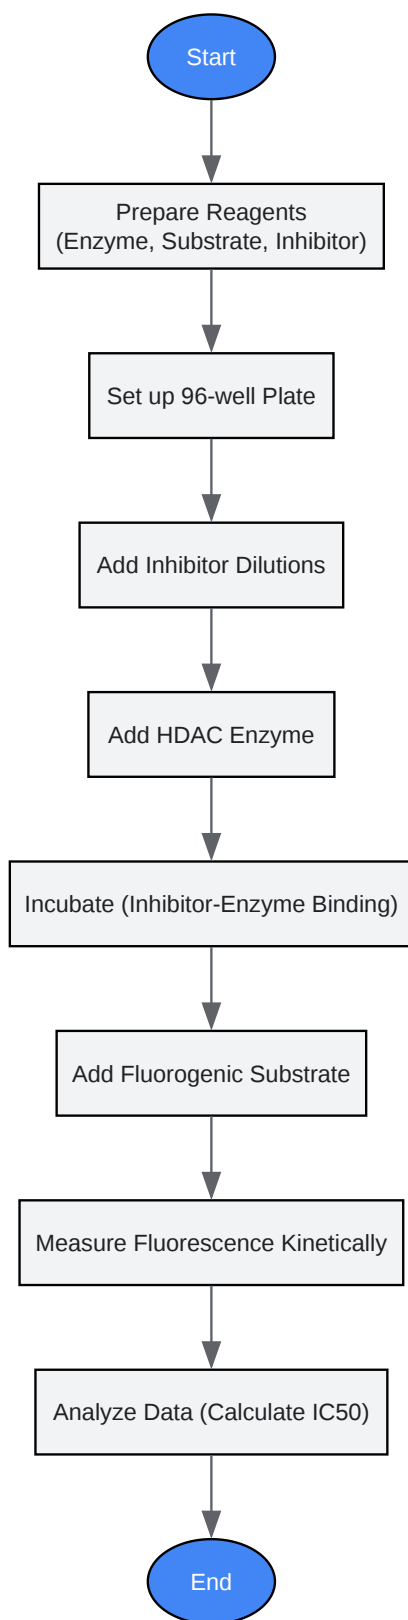 Start
Prepare Reagents
(Enzyme, Substrate, Inhibitor)
Set up 96-well Plate
Add Inhibitor Dilutions
Add HDAC Enzyme
Incubate (Inhibitor-Enzyme Binding)
Add Fluorogenic Substrate
Measure Fluorescence Kinetically
Analyze Data (Calculate IC50)
End